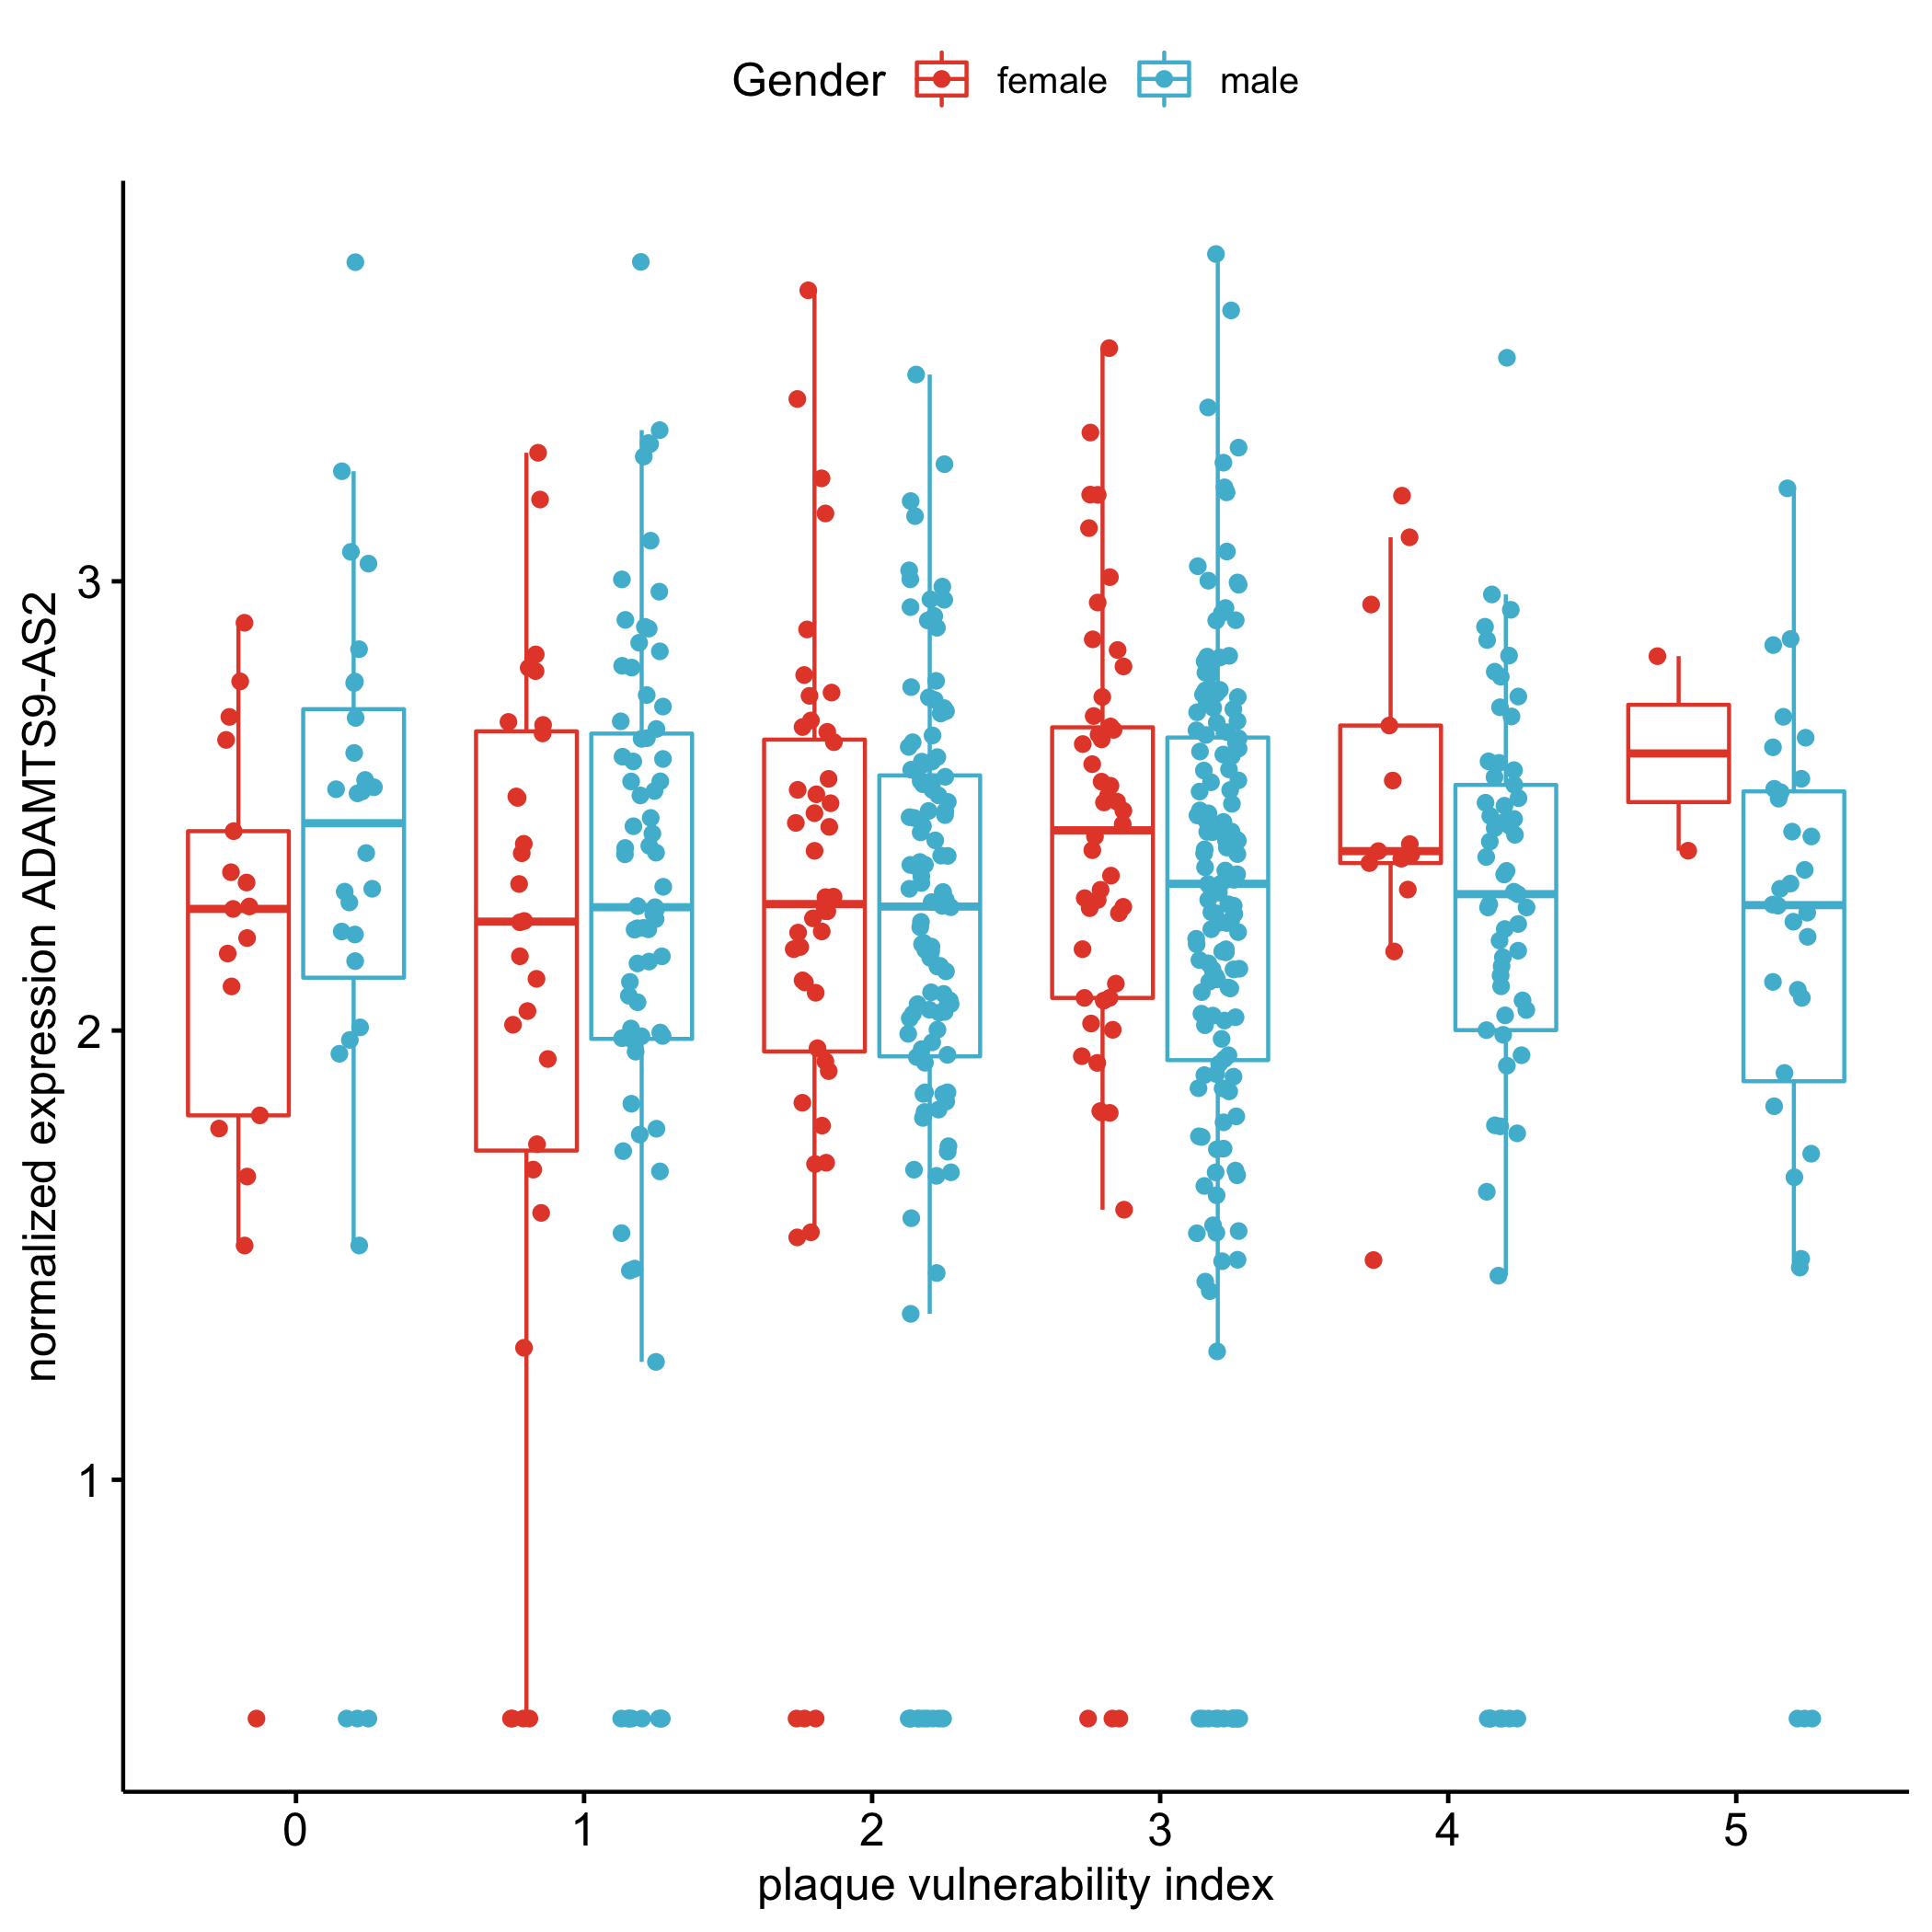 Gender female male
normalized expression ADAMTS9-AS2
3
2
1
0 1 2 3 4 5
plaque vulnerability index